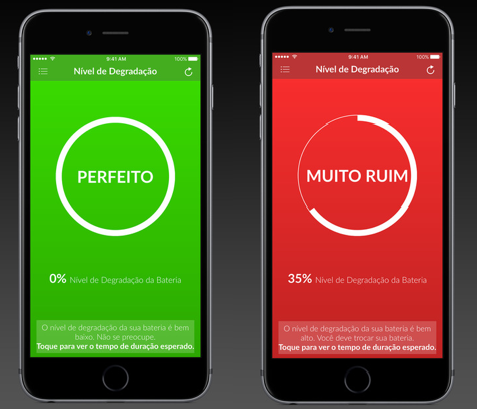 9:41 AM
100%
Nível de Degradação
PERFEITO
0% Nível de Degradação da Bateria
O nível de degradação da sua bateria é bem
baixo. Não se preocupe.
Toque para ver o tempo de duração esperado.
9:41 AM
100%
Nível de Degradação
MUITO RUIM
35% Nível de Degradação da Bateria
O nível de degradação da sua bateria é bem
alto. Você deve trocar sua bateria.
Toque para ver o tempo de duração esperado.